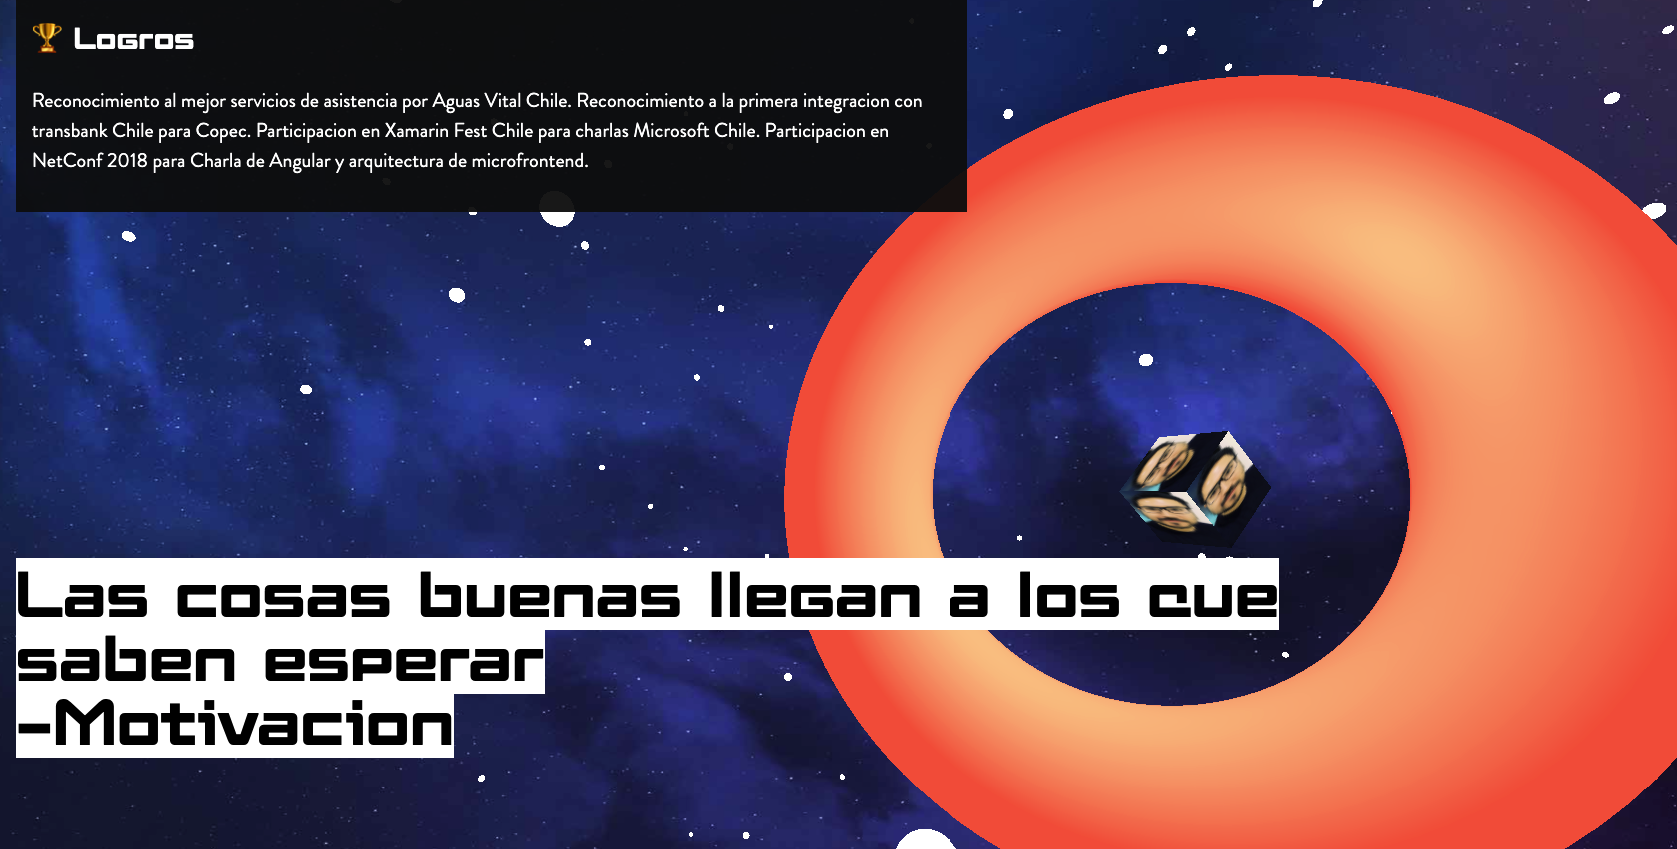 🏆 Logros
Reconocimiento al mejor servicios de asistencia por Aguas Vital Chile. Reconocimiento a la primera integracion con
transbank Chile para Copec. Participacion en Xamarin Fest Chile para charlas Microsoft Chile. Participacion en
NetConf 2018 para Charla de Angular y arquitectura de microfrontend.
Las cosas buenas llegan a los que
saben esperar
-Motivacion